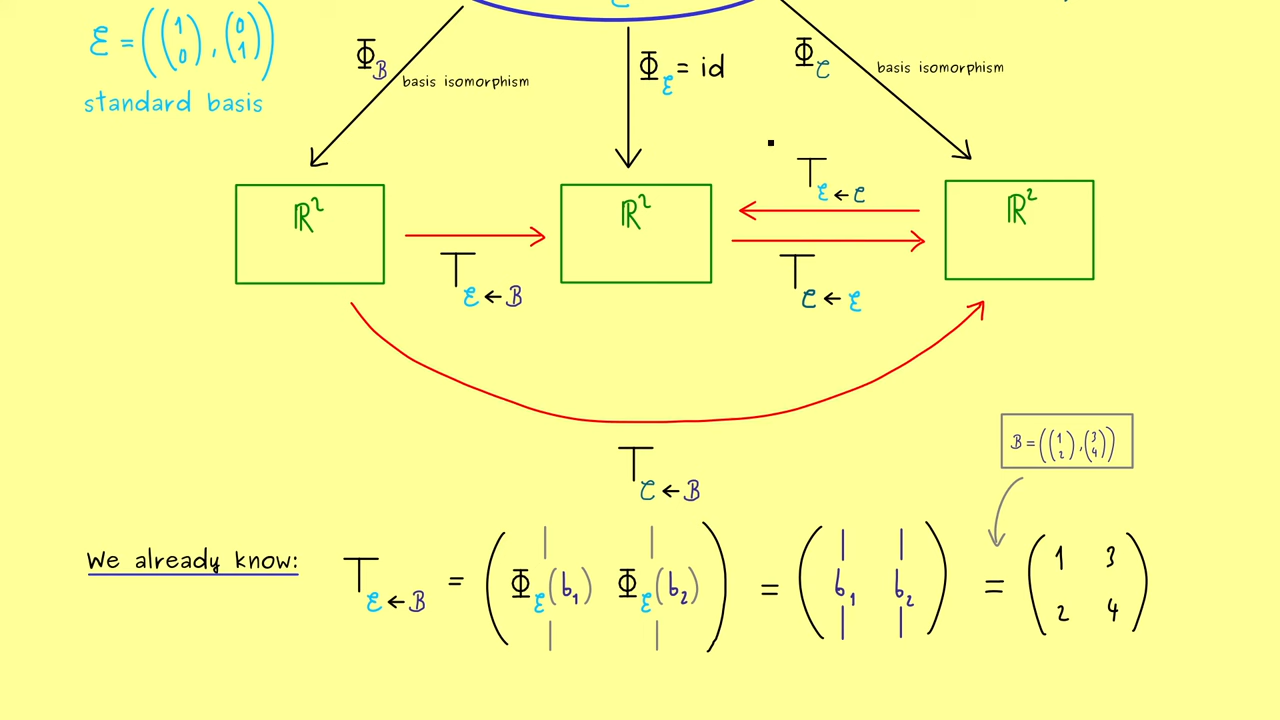 ℰ = ((1 0), (0 1))
standard basis
Φ_B basis isomorphism
Φ_ℰ = id
Φ_C basis isomorphism
ℝ²
ℝ²
ℝ²
T_ℰ←C
T_ℰ←B
T_C←ℰ
T_C←B
B = ((1 2), (3 4))
We already know: T_ℰ←B = (Φ_ℰ(b₁) Φ_ℰ(b₂)) = (b₁ b₂) = (1 3
2 4)